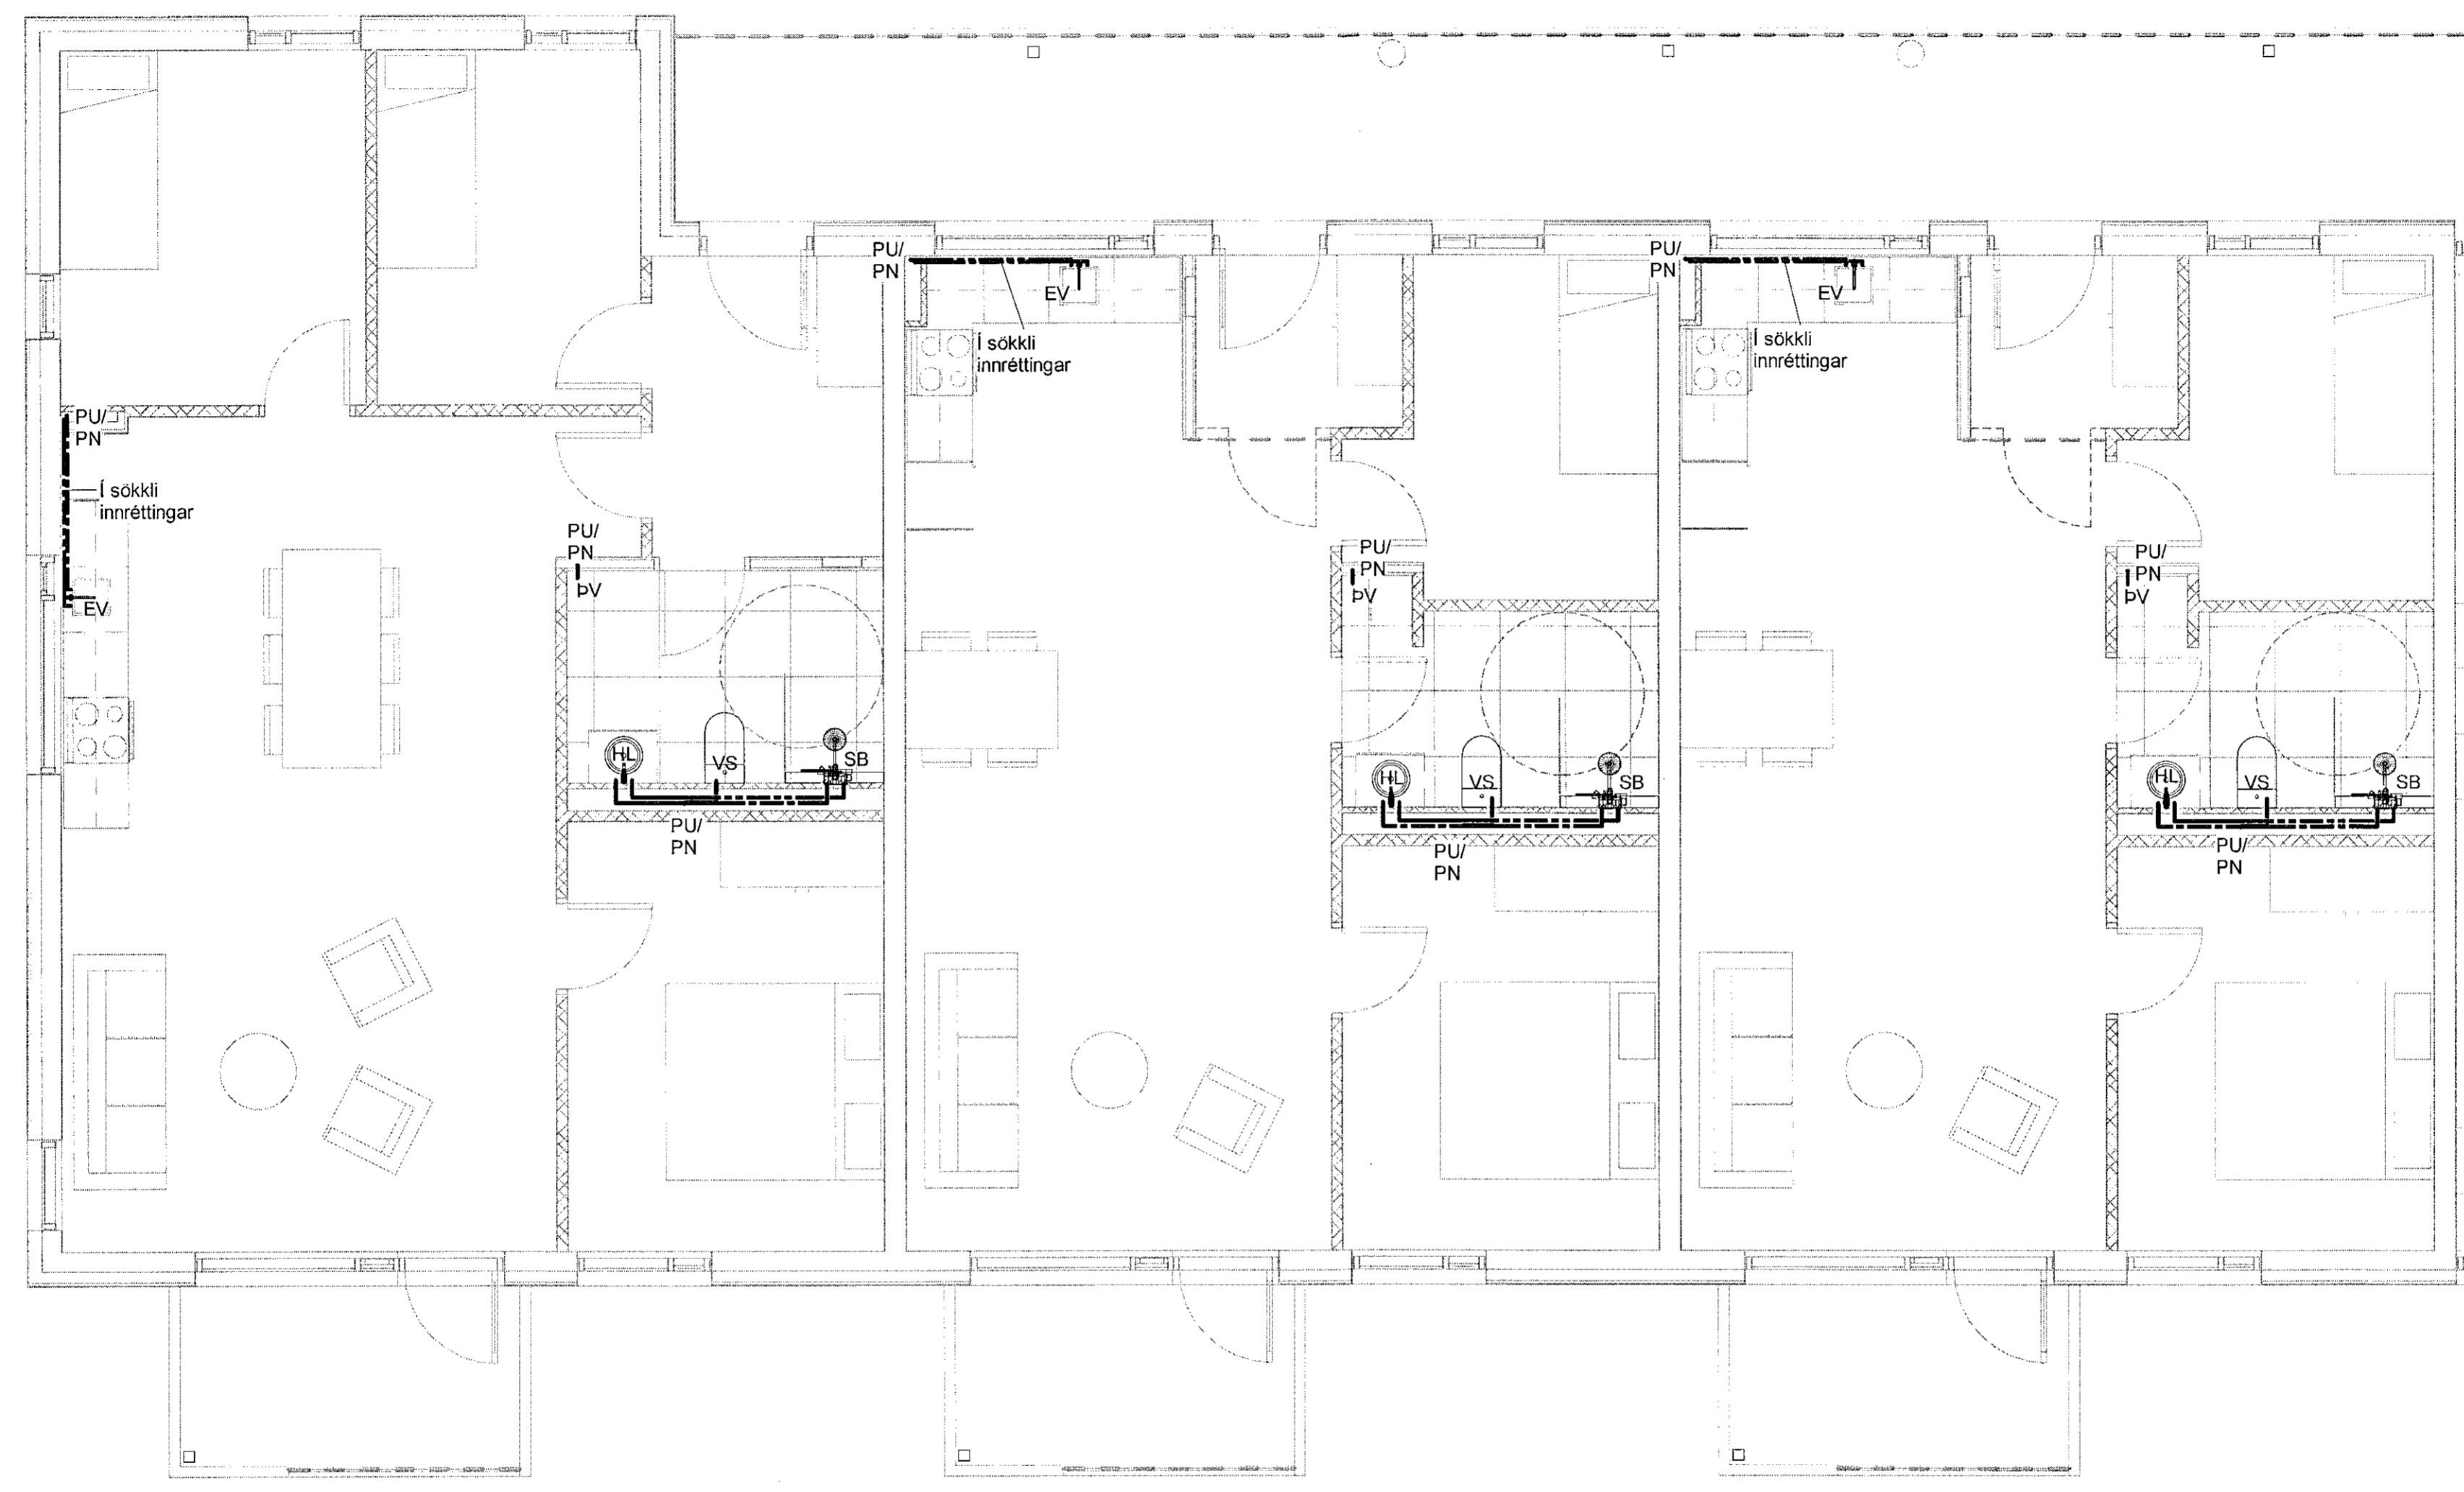 PU/
PN
Í sökkli
innréttingar
EV
PU/
PN
ÞV
HL
VS
SB
PU/
PN
PU/
PN
EV
Í sökkli
innréttingar
PU/
PN
ÞV
HL
VS
SB
PU/
PN
PU/
PN
EV
Í sökkli
innréttingar
PU/
PN
ÞV
HL
VS
SB
PU/
PN